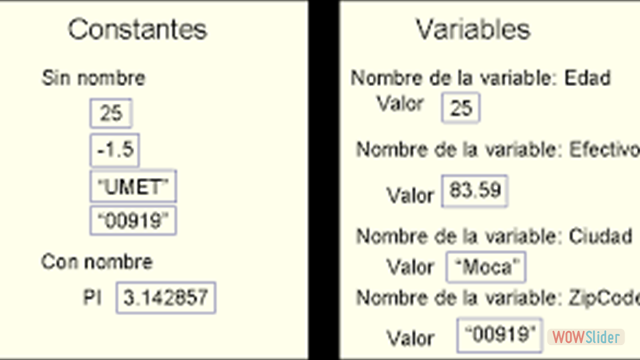 Constantes
Sin nombre
25
-1.5
“UMET”
“00919”
Con nombre
PI 3.142857
Variables
Nombre de la variable: Edad
Valor 25
Nombre de la variable: Efectivo
Valor 83.59
Nombre de la variable: Ciudad
Valor “Moca”
Nombre de la variable: ZipCode
Valor “00919”
WOWSlider